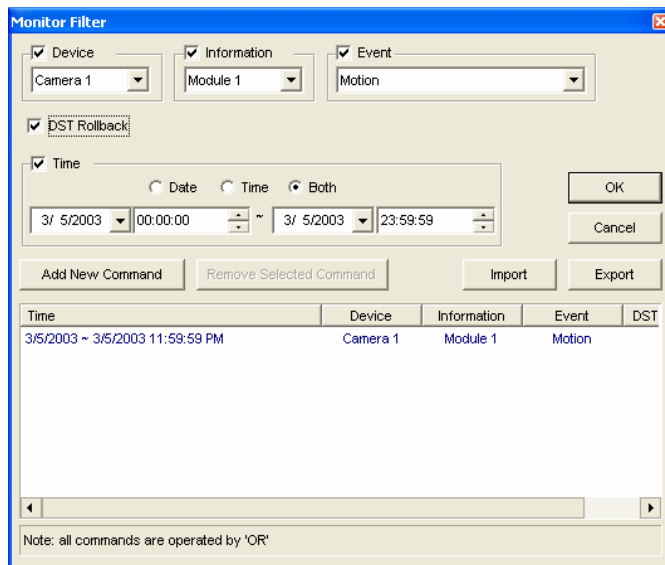 Monitor Filter
Device Information Event
Camera 1 Module 1 Motion
DST Rollback
Time
Date Time Both
3/ 5/2003 00:00:00 ~ 3/ 5/2003 23:59:59
OK
Cancel
Add New Command Remove Selected Command Import Export
Time Device Information Event DST
3/5/2003 ~ 3/5/2003 11:59:59 PM Camera 1 Module 1 Motion
Note: all commands are operated by 'OR'